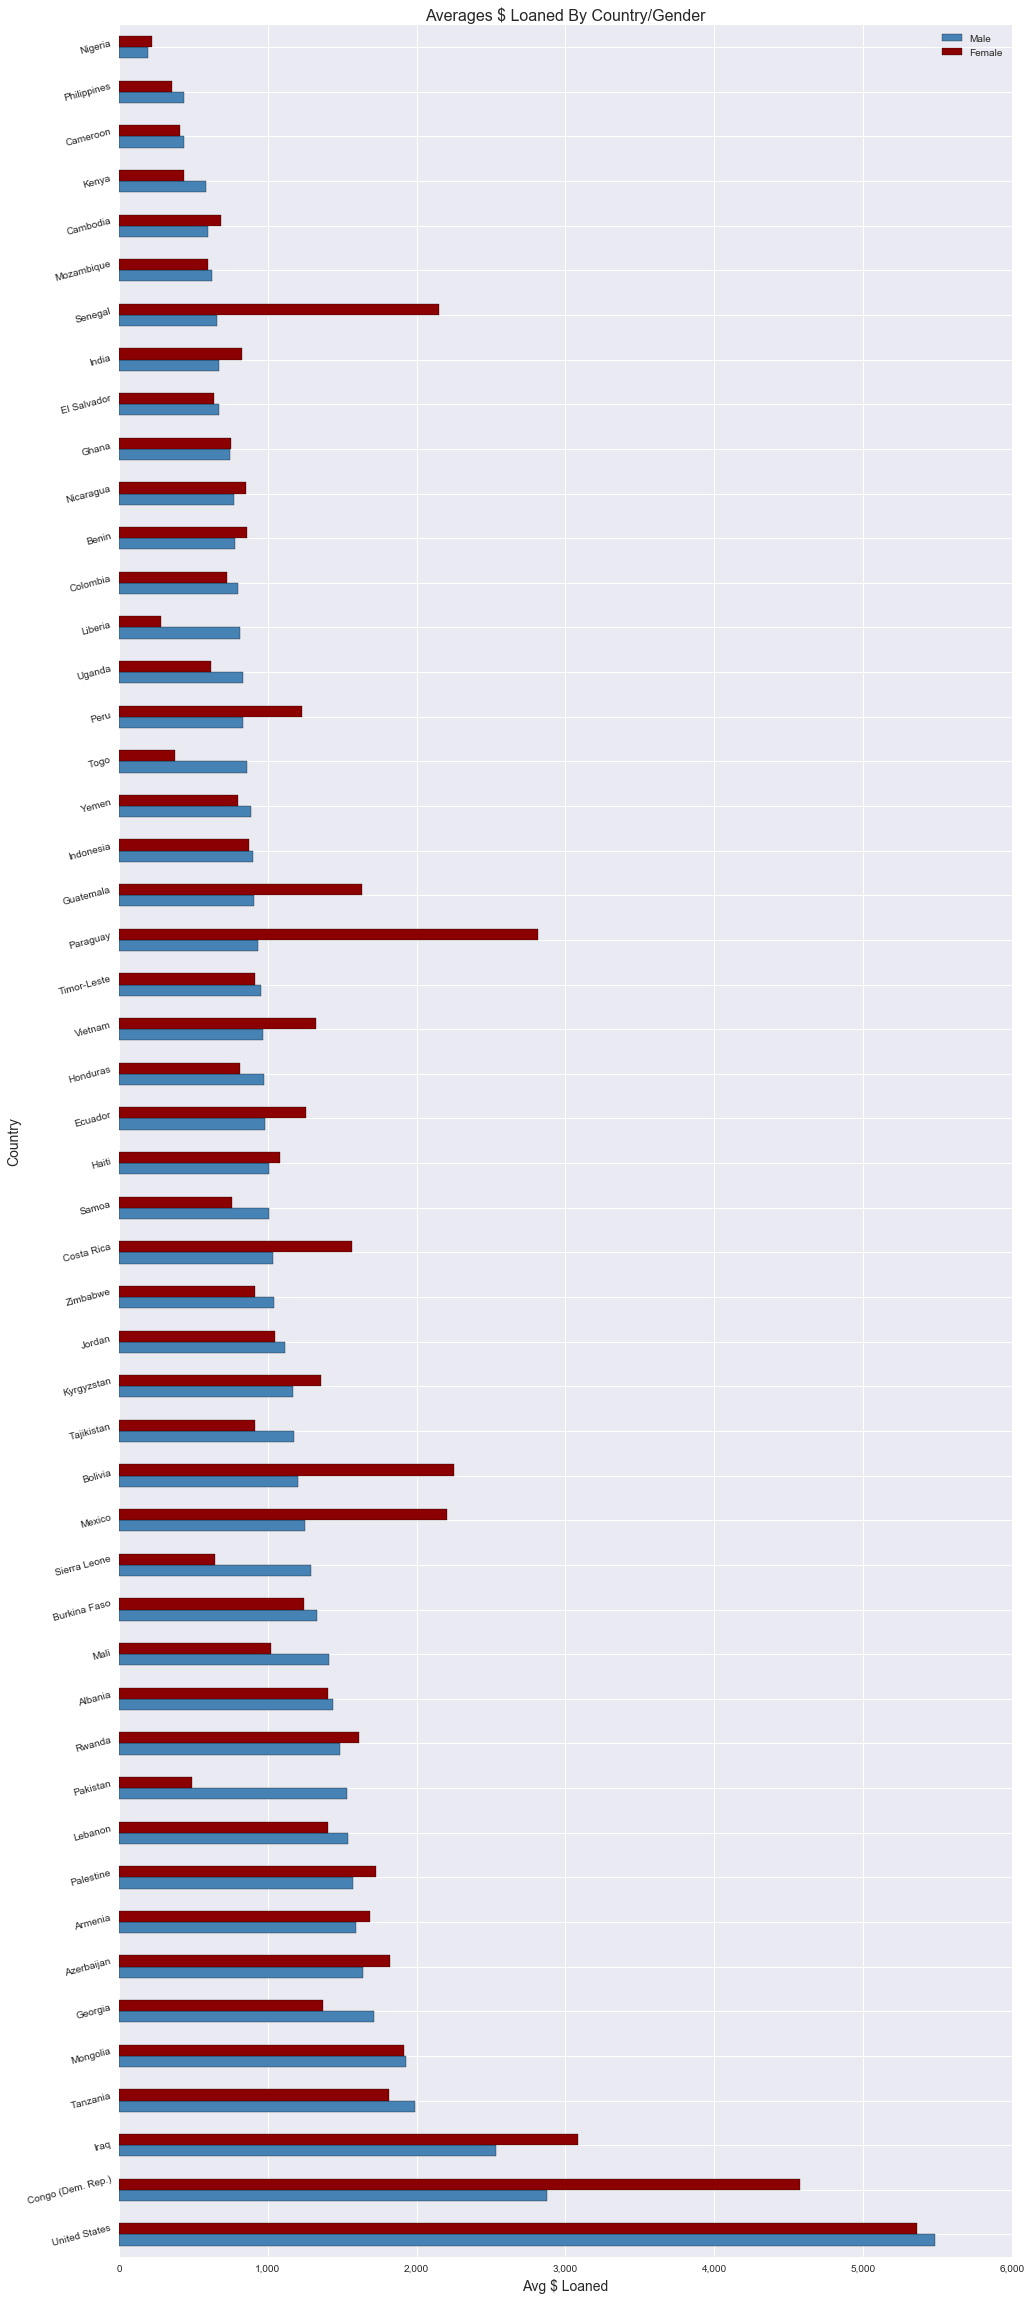 Averages $ Loaned By Country/Gender
Male
Female
Nigeria
Philippines
Cameroon
Kenya
Cambodia
Mozambique
Senegal
India
El Salvador
Ghana
Nicaragua
Benin
Colombia
Liberia
Uganda
Peru
Togo
Yemen
Indonesia
Guatemala
Paraguay
Timor-Leste
Vietnam
Honduras
Ecuador
Haiti
Samoa
Costa Rica
Zimbabwe
Jordan
Kyrgyzstan
Tajikistan
Bolivia
Mexico
Sierra Leone
Burkina Faso
Mali
Albania
Rwanda
Pakistan
Lebanon
Palestine
Armenia
Azerbaijan
Georgia
Mongolia
Tanzania
Iraq
Congo (Dem. Rep.)
United States
Country
0 1,000 2,000 3,000 4,000 5,000 6,000
Avg $ Loaned